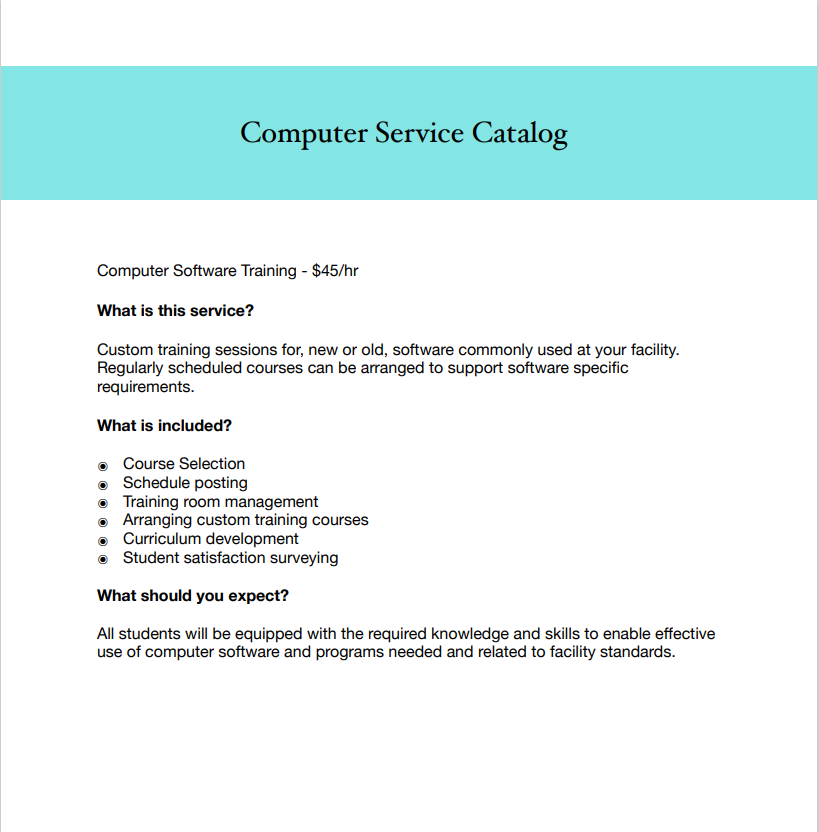 Computer Service Catalog
Computer Software Training - $45/hr
What is this service?
Custom training sessions for, new or old, software commonly used at your facility.
Regularly scheduled courses can be arranged to support software specific
requirements.
What is included?
◉ Course Selection
◉ Schedule posting
◉ Training room management
◉ Arranging custom training courses
◉ Curriculum development
◉ Student satisfaction surveying
What should you expect?
All students will be equipped with the required knowledge and skills to enable effective
use of computer software and programs needed and related to facility standards.